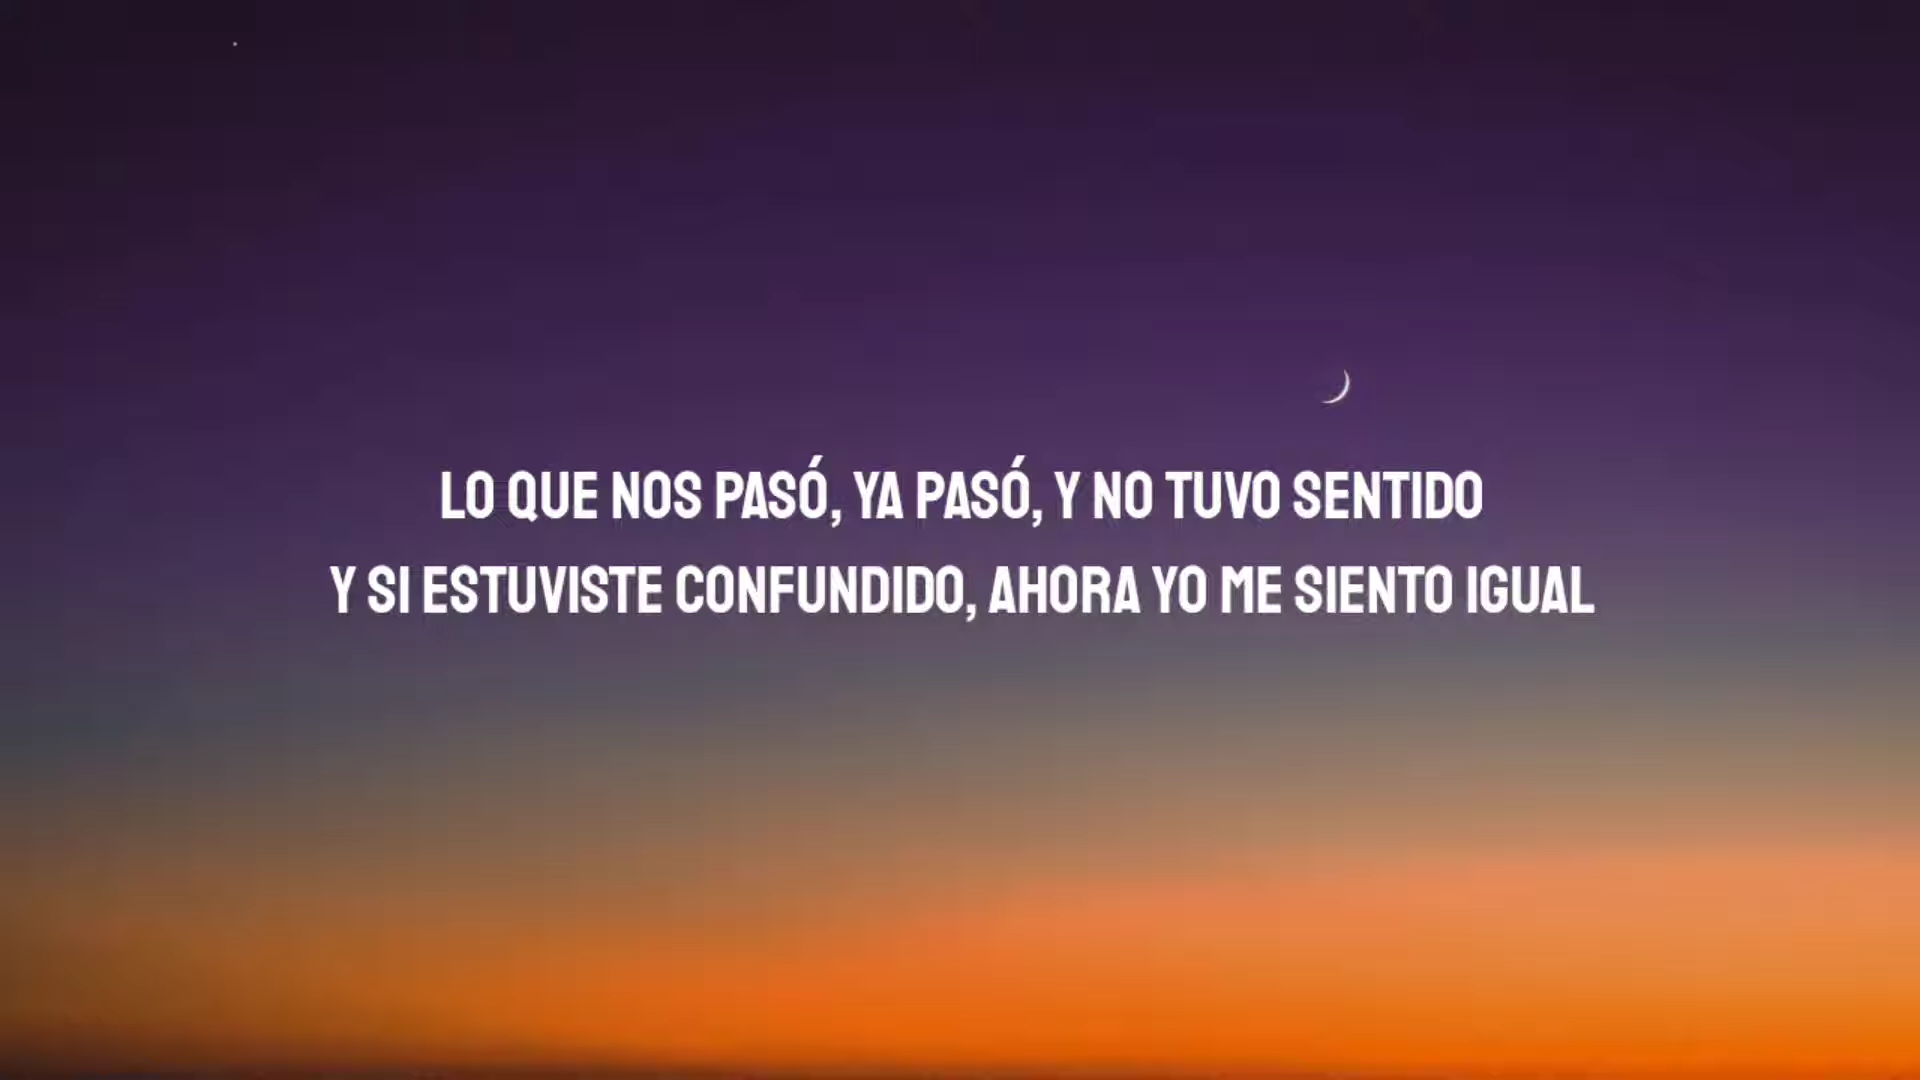 LO QUE NOS PASÓ, YA PASÓ, Y NO TUVO SENTIDO
Y SI ESTUVISTE CONFUNDIDO, AHORA YO ME SIENTO IGUAL